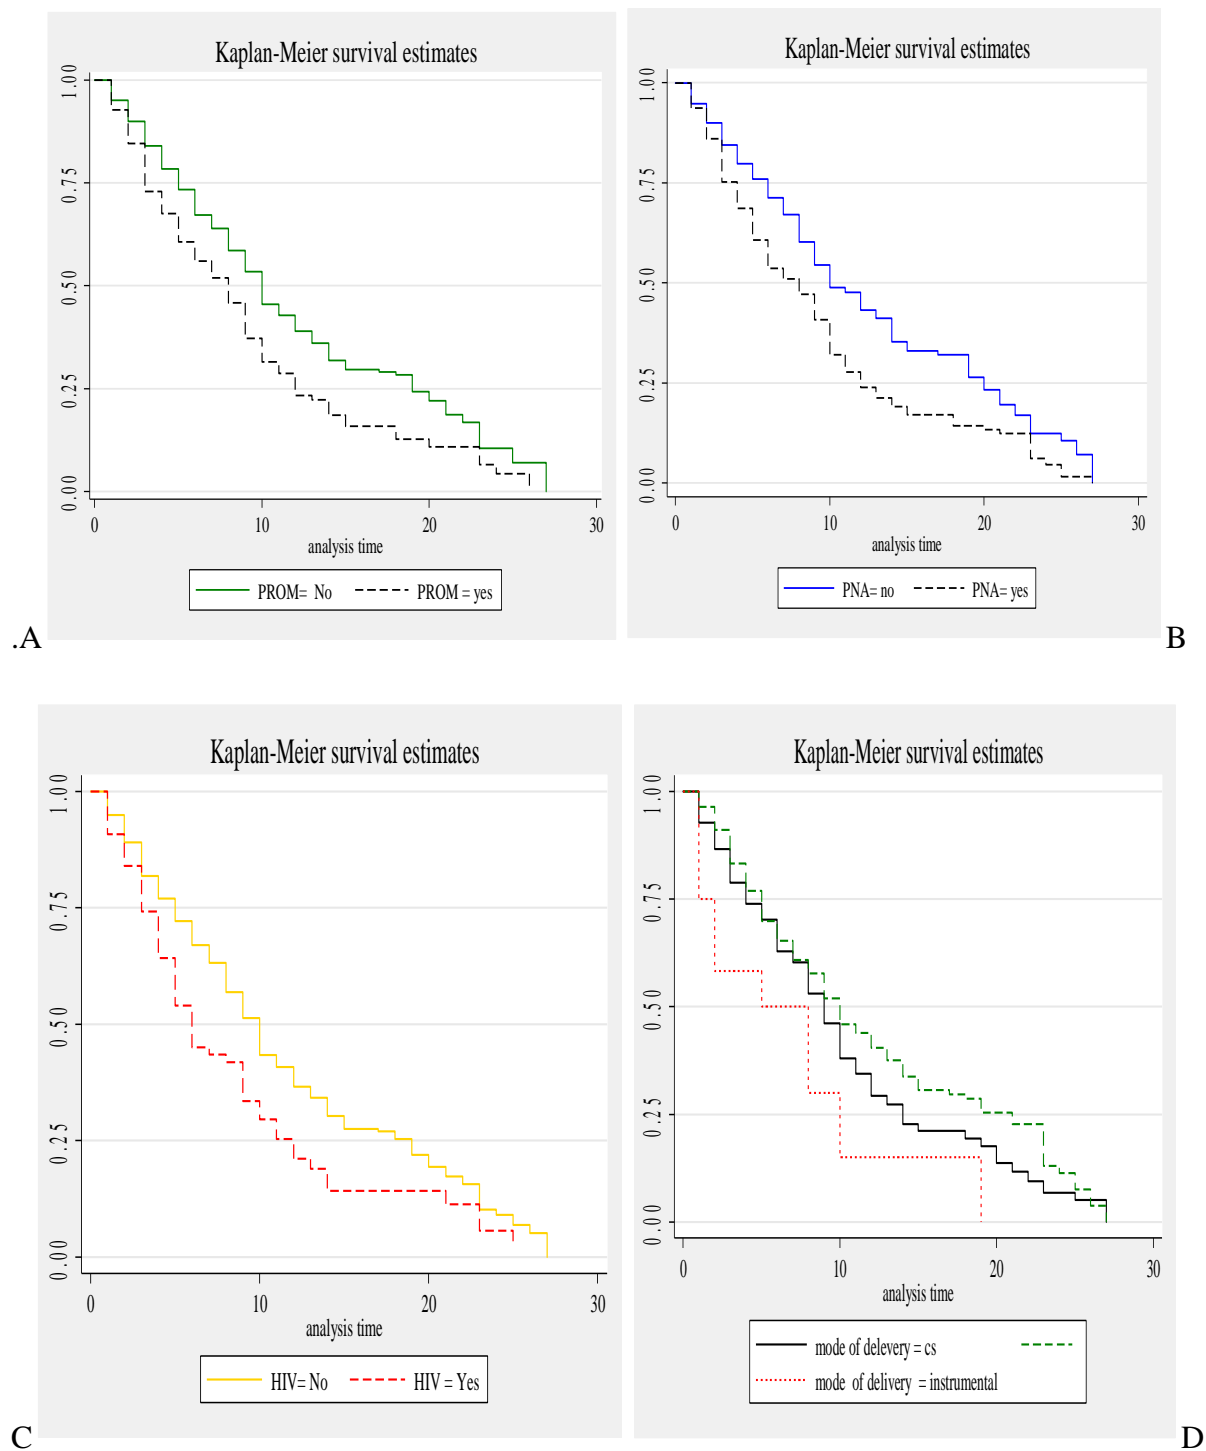 Kaplan-Meier survival estimates
1.00
0.75
0.50
0.25
0.00
0 10 20 30
analysis time
PROM= No PROM = yes
.A
Kaplan-Meier survival estimates
1.00
0.75
0.50
0.25
0.00
0 10 20 30
analysis time
PNA= no PNA= yes
B
Kaplan-Meier survival estimates
1.00
0.75
0.50
0.25
0.00
0 10 20 30
analysis time
HIV= No HIV = Yes
C
Kaplan-Meier survival estimates
1.00
0.75
0.50
0.25
0.00
0 10 20 30
analysis time
mode of delevery = cs
mode of delivery = instrumental
D